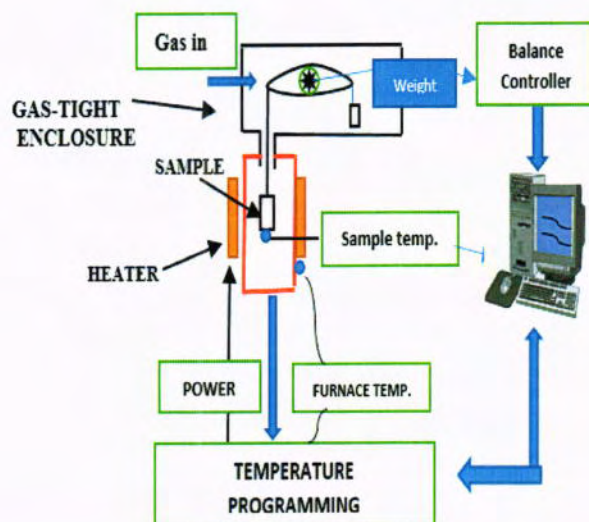 Gas in
Balance
Controller
Weight
GAS-TIGHT
ENCLOSURE
SAMPLE
Sample temp.
HEATER
POWER
FURNACE TEMP.
TEMPERATURE
PROGRAMMING